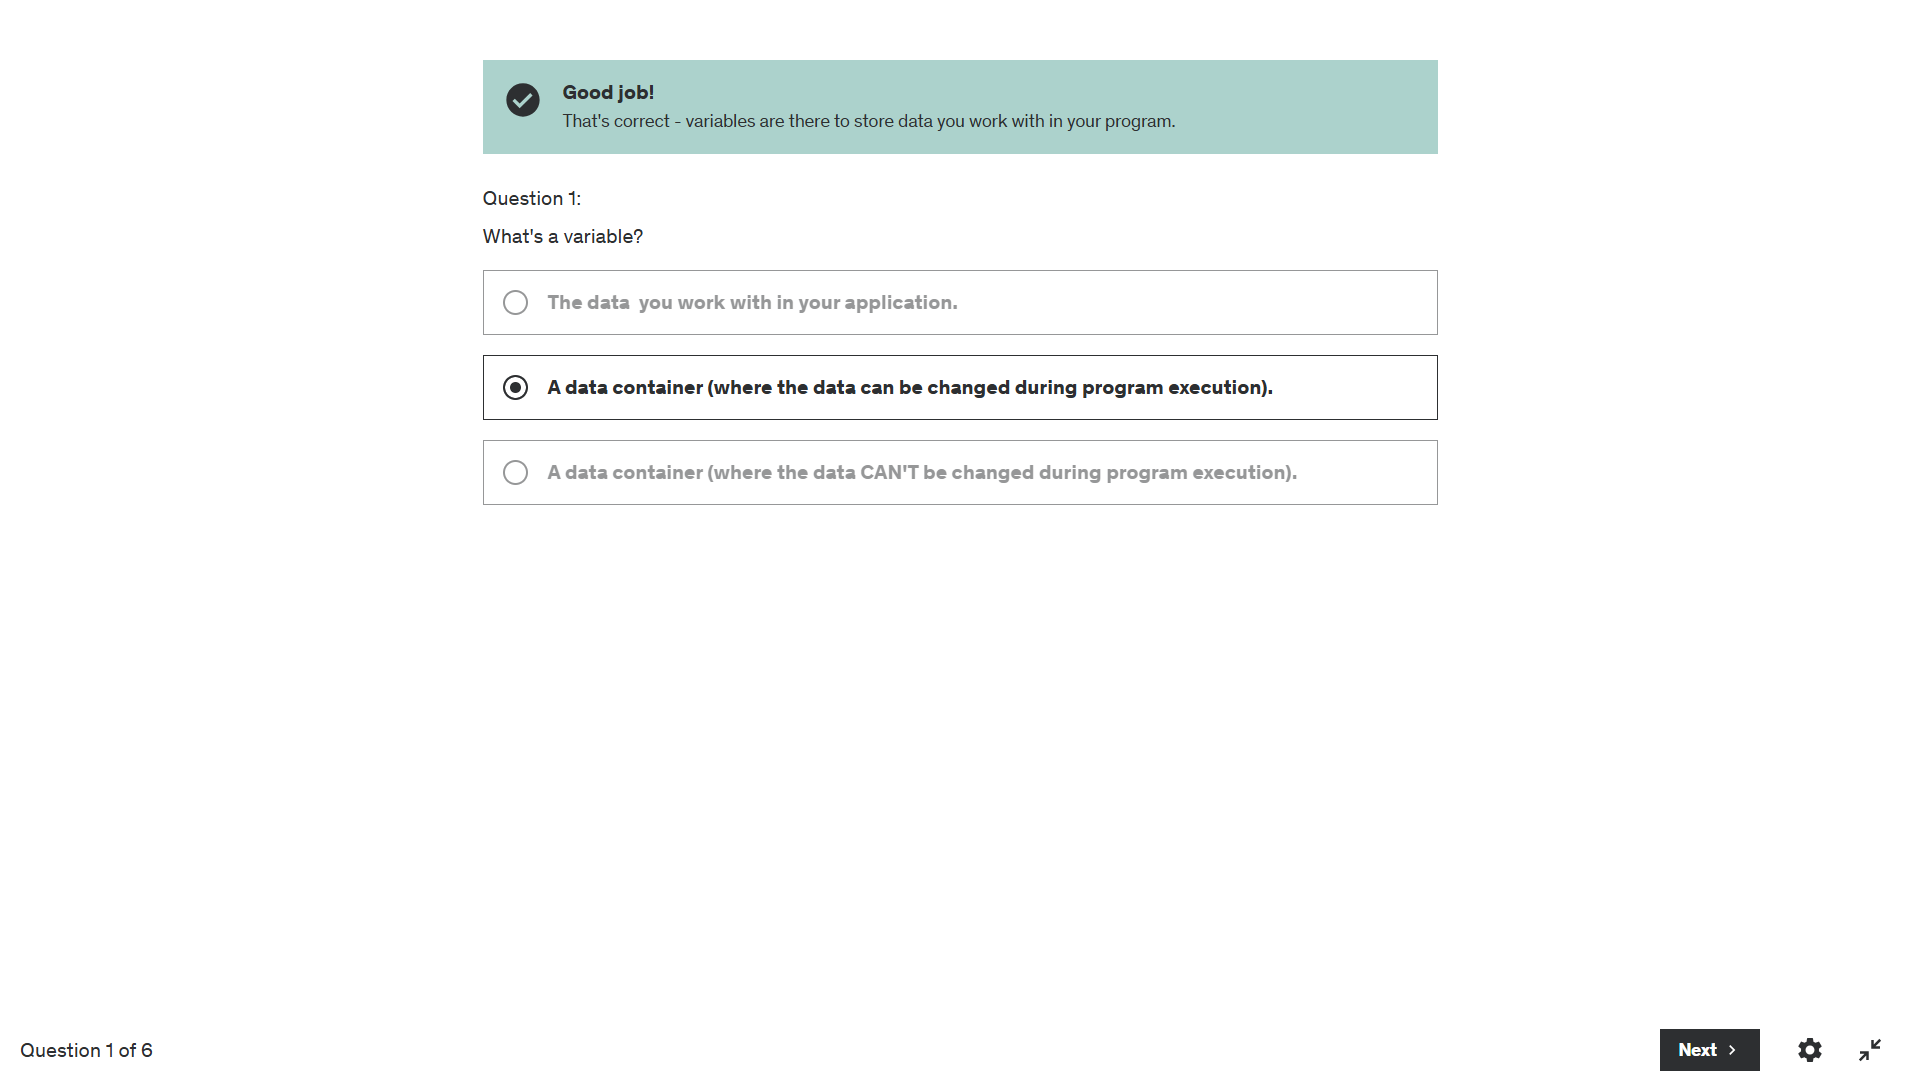 Good job!
That's correct - variables are there to store data you work with in your program.
Question 1:
What's a variable?
The data  you work with in your application.
A data container (where the data can be changed during program execution).
A data container (where the data CAN'T be changed during program execution).
Question 1 of 6
Next